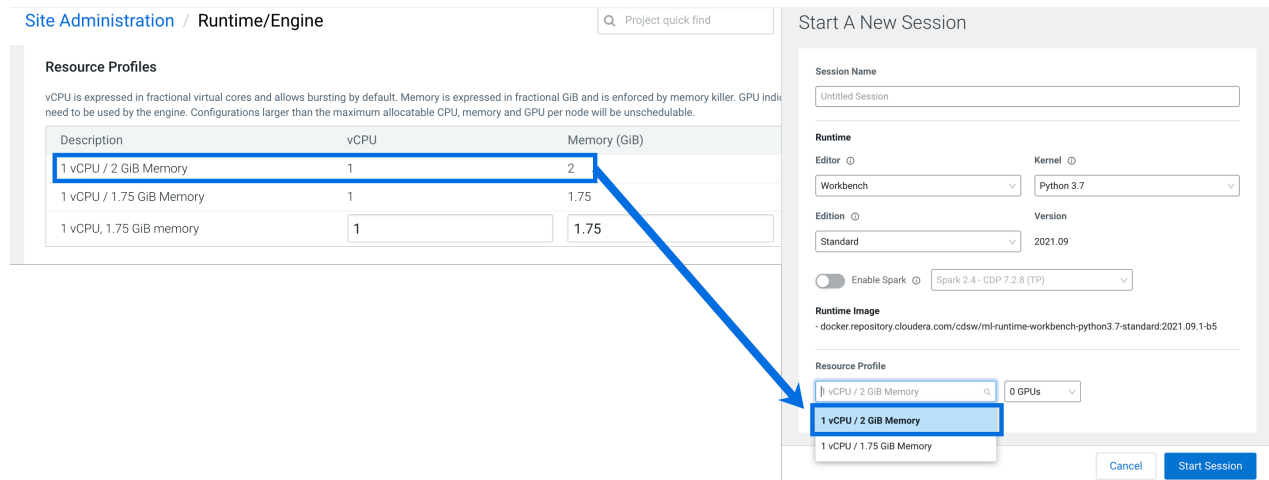 Site Administration / Runtime/Engine
Project quick find
Resource Profiles
vCPU is expressed in fractional virtual cores and allows bursting by default. Memory is expressed in fractional GiB and is enforced by memory killer. GPU indic
need to be used by the engine. Configurations larger than the maximum allocatable CPU, memory and GPU per node will be unschedulable.
Description vCPU Memory (GiB)
1 vCPU / 2 GiB Memory 1 2
1 vCPU / 1.75 GiB Memory 1 1.75
1 vCPU, 1.75 GiB memory 1 1.75
Start A New Session
Session Name
Untitled Session
Runtime
Editor Kernel
Workbench Python 3.7
Edition Version
Standard 2021.09
Enable Spark Spark 2.4 - CDP 7.2.8 (TP)
Runtime Image
- docker.repository.cloudera.com/cdsw/ml-runtime-workbench-python3.7-standard:2021.09.1-b5
Resource Profile
1 vCPU / 2 GiB Memory 0 GPUs
1 vCPU / 2 GiB Memory
1 vCPU / 1.75 GiB Memory
Cancel Start Session